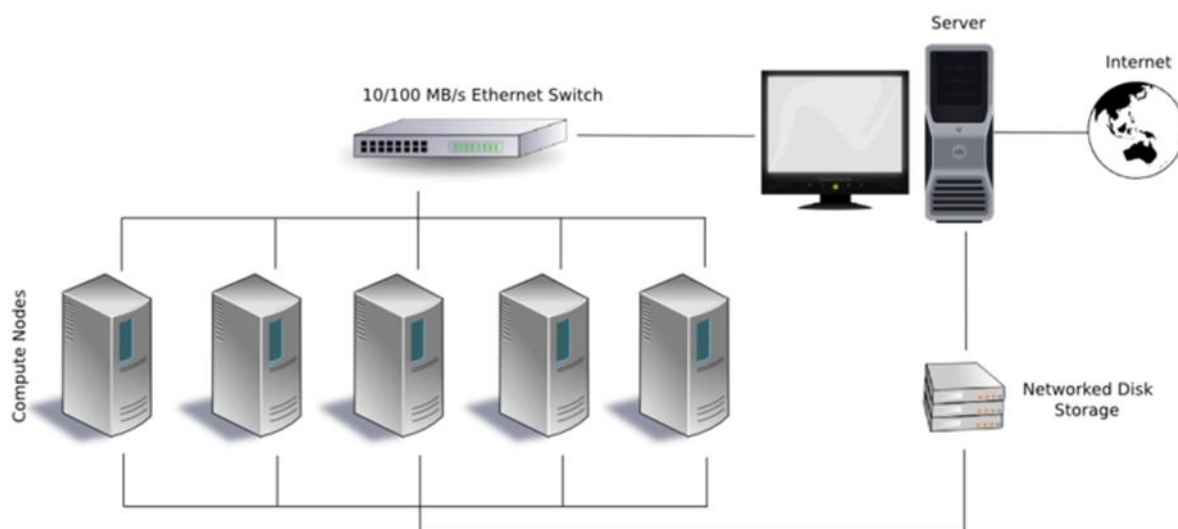 Server
Internet
10/100 MB/s Ethernet Switch
Compute Nodes
Networked Disk
Storage